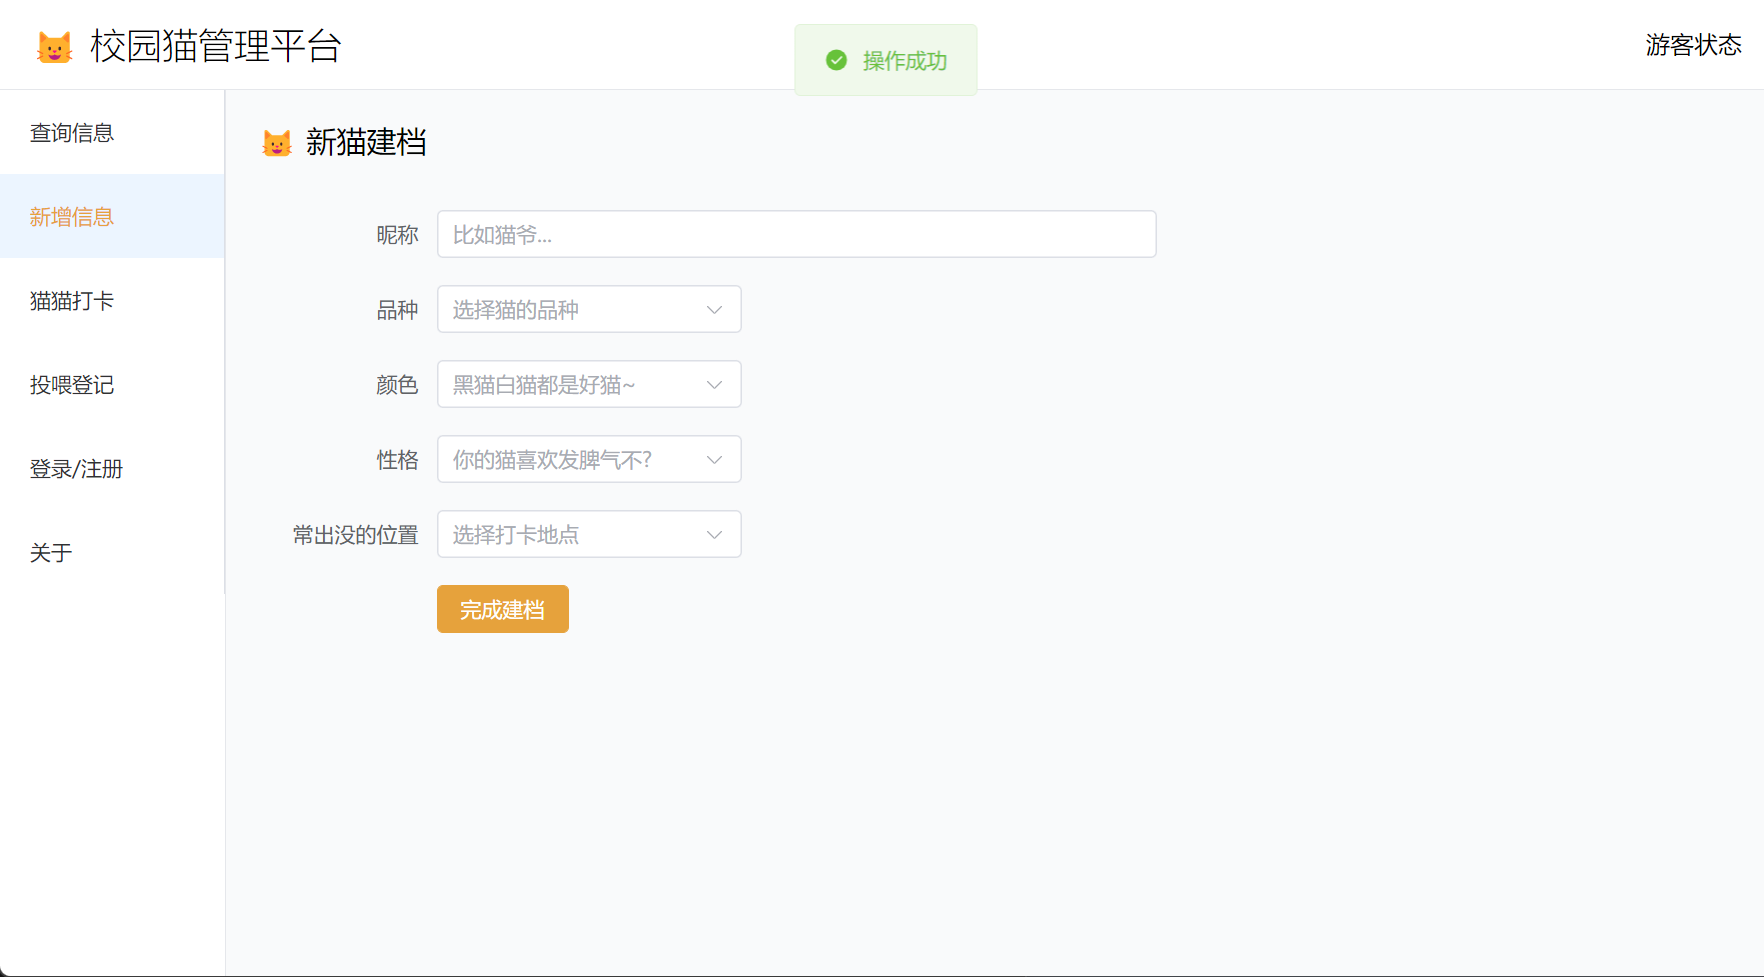 校园猫管理平台
操作成功
游客状态
查询信息
新增信息
猫猫打卡
投喂登记
登录/注册
关于
新猫建档
昵称 比如猫爷...
品种 选择猫的品种
颜色 黑猫白猫都是好猫~
性格 你的猫喜欢发脾气不?
常出没的位置 选择打卡地点
完成建档